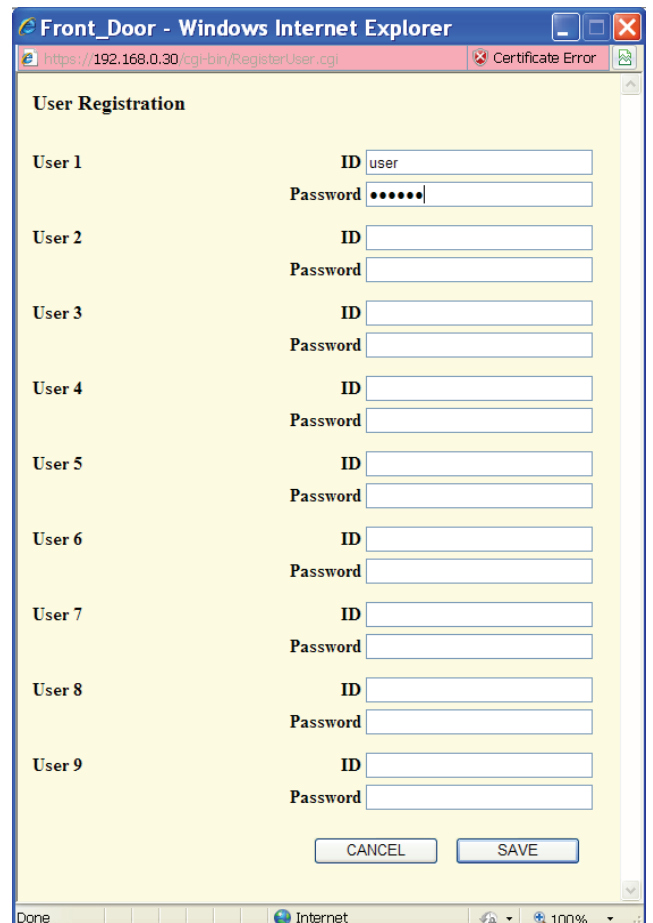 Front_Door - Windows Internet Explorer
https://192.168.0.30/cgi-bin/RegisterUser.cgi Certificate Error
User Registration
User 1 ID user
Password ●●●●●●
User 2 ID
Password
User 3 ID
Password
User 4 ID
Password
User 5 ID
Password
User 6 ID
Password
User 7 ID
Password
User 8 ID
Password
User 9 ID
Password
CANCEL SAVE
Done Internet 100%